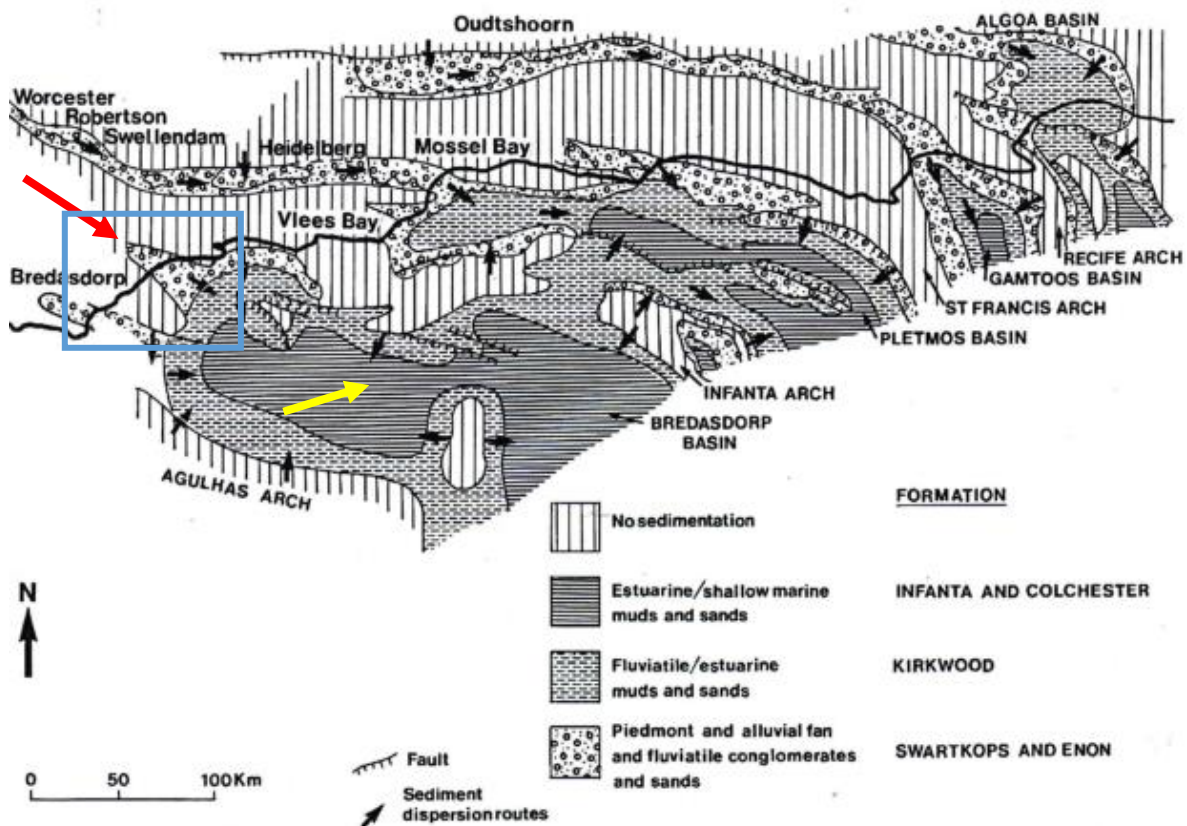 Oudtshoorn
ALGOA BASIN
Worcester
Robertson
Swellendam
Heidelberg
Mossel Bay
Vlees Bay
Bredasdorp
RECIFE ARCH
GAMTOOS BASIN
ST FRANCIS ARCH
PLETMOS BASIN
INFANTA ARCH
BREDASDORP
BASIN
AGULHAS ARCH
FORMATION
No sedimentation
Estuarine/shallow marine
muds and sands
INFANTA AND COLCHESTER
Fluviatile/estuarine
muds and sands
KIRKWOOD
Piedmont and alluvial fan
and fluviatile conglomerates
and sands
SWARTKOPS AND ENON
N
0 50 100Km
Fault
Sediment
dispersion routes